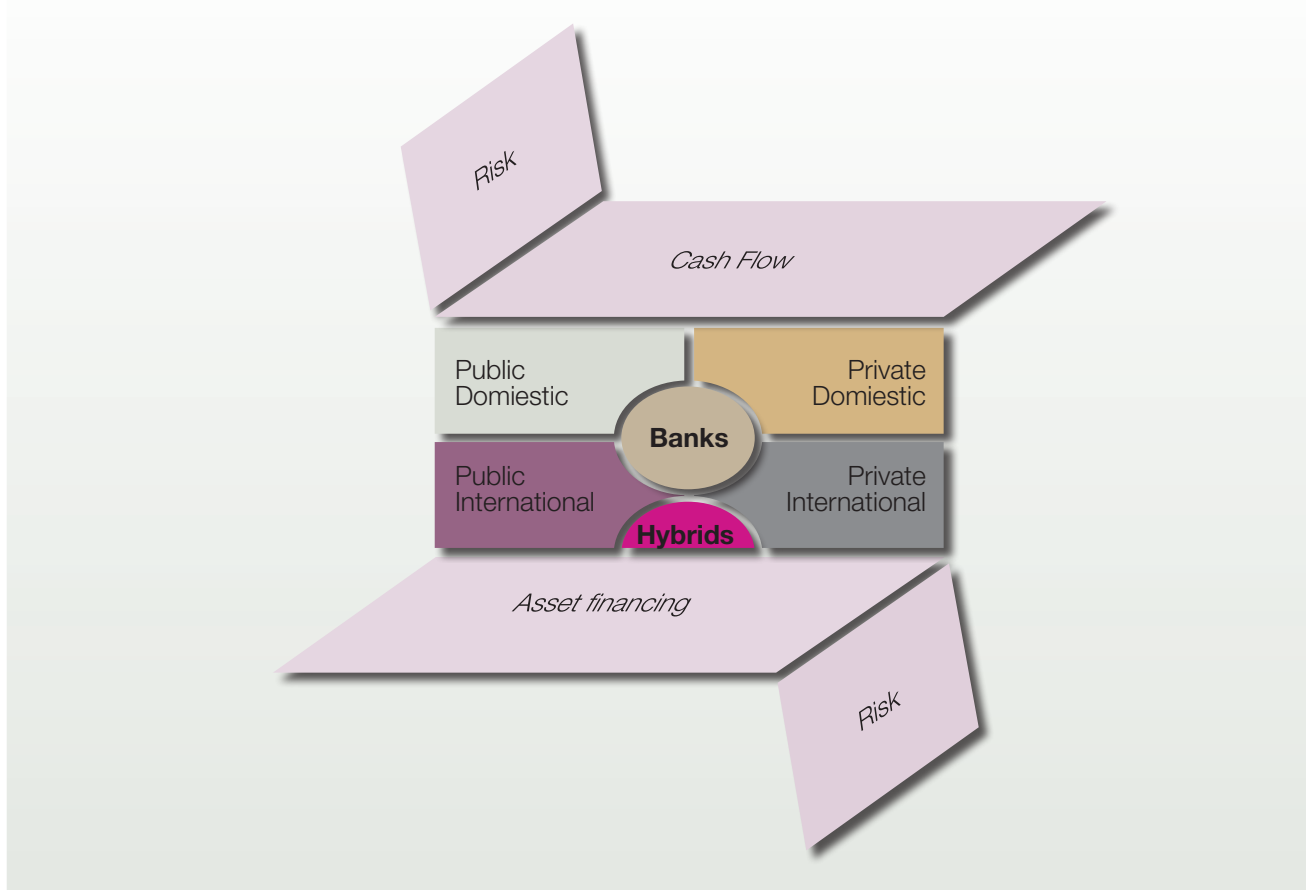 Risk
Cash Flow
Public
Domiestic
Private
Domiestic
Banks
Public
International
Private
International
Hybrids
Asset financing
Risk